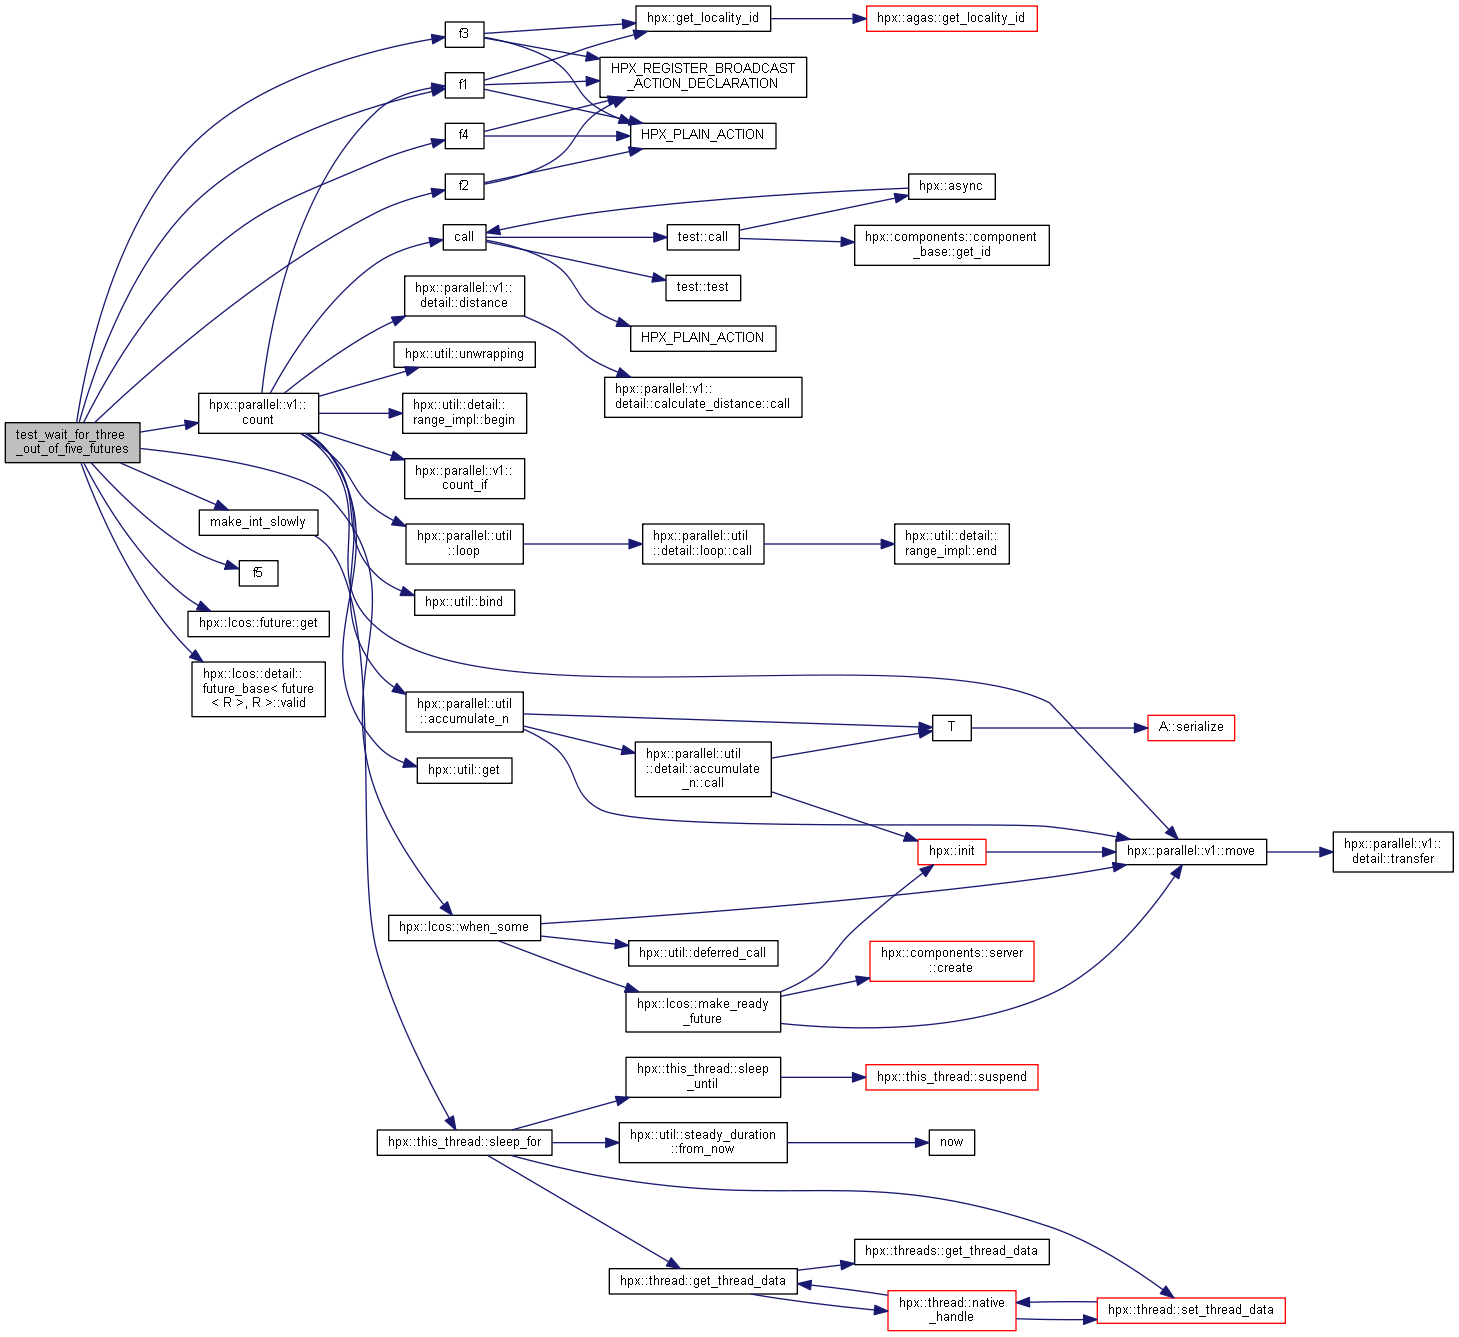 test_wait_for_three
_out_of_five_futures
hpx::parallel::v1::
count
make_int_slowly
f5
hpx::lcos::future::get
hpx::lcos::detail::
future_base< future
< R >, R >::valid
f3
f1
f4
f2
call
hpx::parallel::v1::
detail::distance
hpx::util::unwrapping
hpx::util::detail::
range_impl::begin
hpx::parallel::v1::
count_if
hpx::parallel::util
::loop
hpx::util::bind
hpx::parallel::util
::accumulate_n
hpx::util::get
hpx::lcos::when_some
hpx::this_thread::sleep_for
hpx::get_locality_id
HPX_REGISTER_BROADCAST
_ACTION_DECLARATION
HPX_PLAIN_ACTION
test::call
test::test
HPX_PLAIN_ACTION
hpx::parallel::v1::
detail::calculate_distance::call
hpx::parallel::util
::detail::loop::call
hpx::parallel::util
::detail::accumulate
_n::call
hpx::util::deferred_call
hpx::lcos::make_ready
_future
hpx::this_thread::sleep
_until
hpx::util::steady_duration
::from_now
hpx::thread::get_thread_data
hpx::agas::get_locality_id
hpx::async
hpx::components::component
_base::get_id
hpx::util::detail::
range_impl::end
T
hpx::init
hpx::components::server
::create
hpx::this_thread::suspend
now
hpx::threads::get_thread_data
hpx::thread::native
_handle
A::serialize
hpx::parallel::v1::move
hpx::thread::set_thread_data
hpx::parallel::v1::
detail::transfer